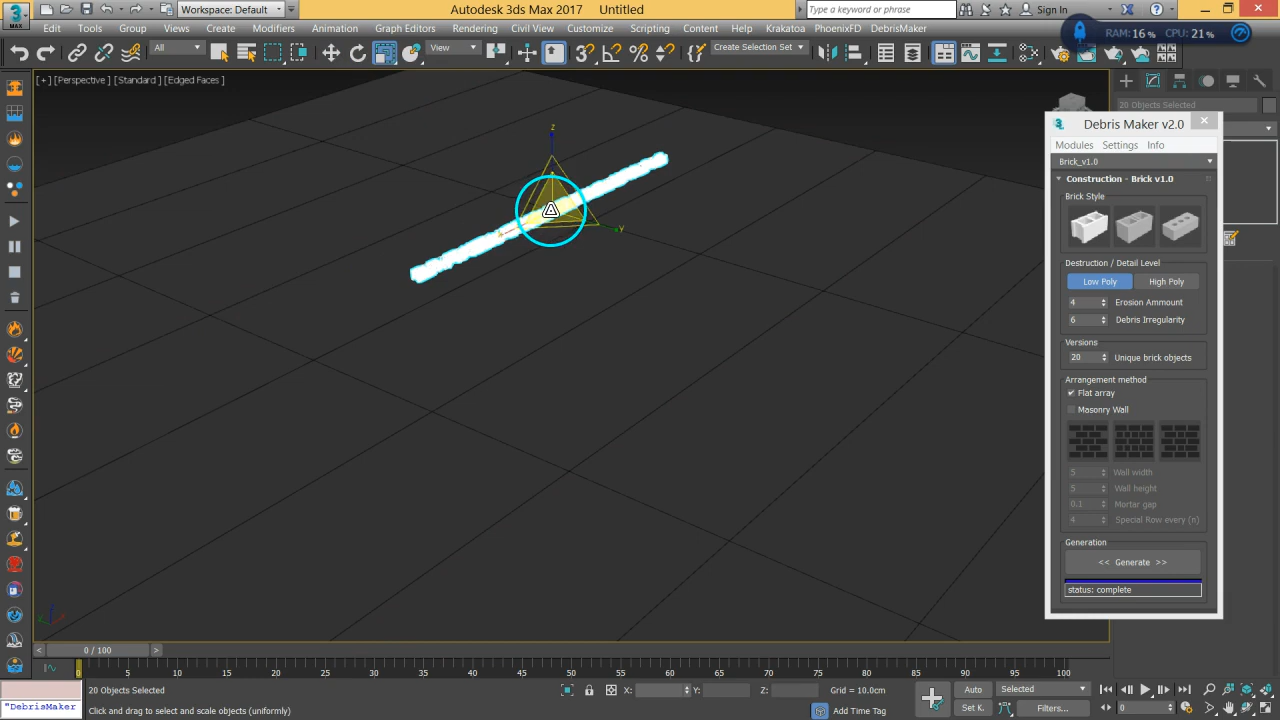 3 MAX Workspace: Default Autodesk 3ds Max 2017 Untitled Type a keyword or phrase Sign In
Edit Tools Group Views Create Modifiers Animation Graph Editors Rendering Civil View Customize Scripting Content Help Krakatoa PhoenixFD DebrisMaker
RAM: 16 % CPU: 21 %
All View Create Selection Set
[+] [Perspective] [Standard] [Edged Faces]
20 Objects Selected
z
y
Debris Maker v2.0
Modules Settings Info
Brick_v1.0
Construction - Brick v1.0
Brick Style
Destruction / Detail Level
Low Poly High Poly
4 Erosion Ammount
6 Debris Irregularity
Versions
20 Unique brick objects
Arrangement method
Flat array
Masonry Wall
5 Wall width
5 Wall height
0.1 Mortar gap
4 Special Row every (n)
Generation
<< Generate >>
status: complete
< 0 / 100 >
0 5 10 15 20 25 30 35 40 45 50 55 60 65 70 75 80 85 90 95 100
20 Objects Selected X: Y: Z: Grid = 10.0cm Auto Selected
"DebrisMaker Click and drag to select and scale objects (uniformly) Add Time Tag Set K. Filters... 0